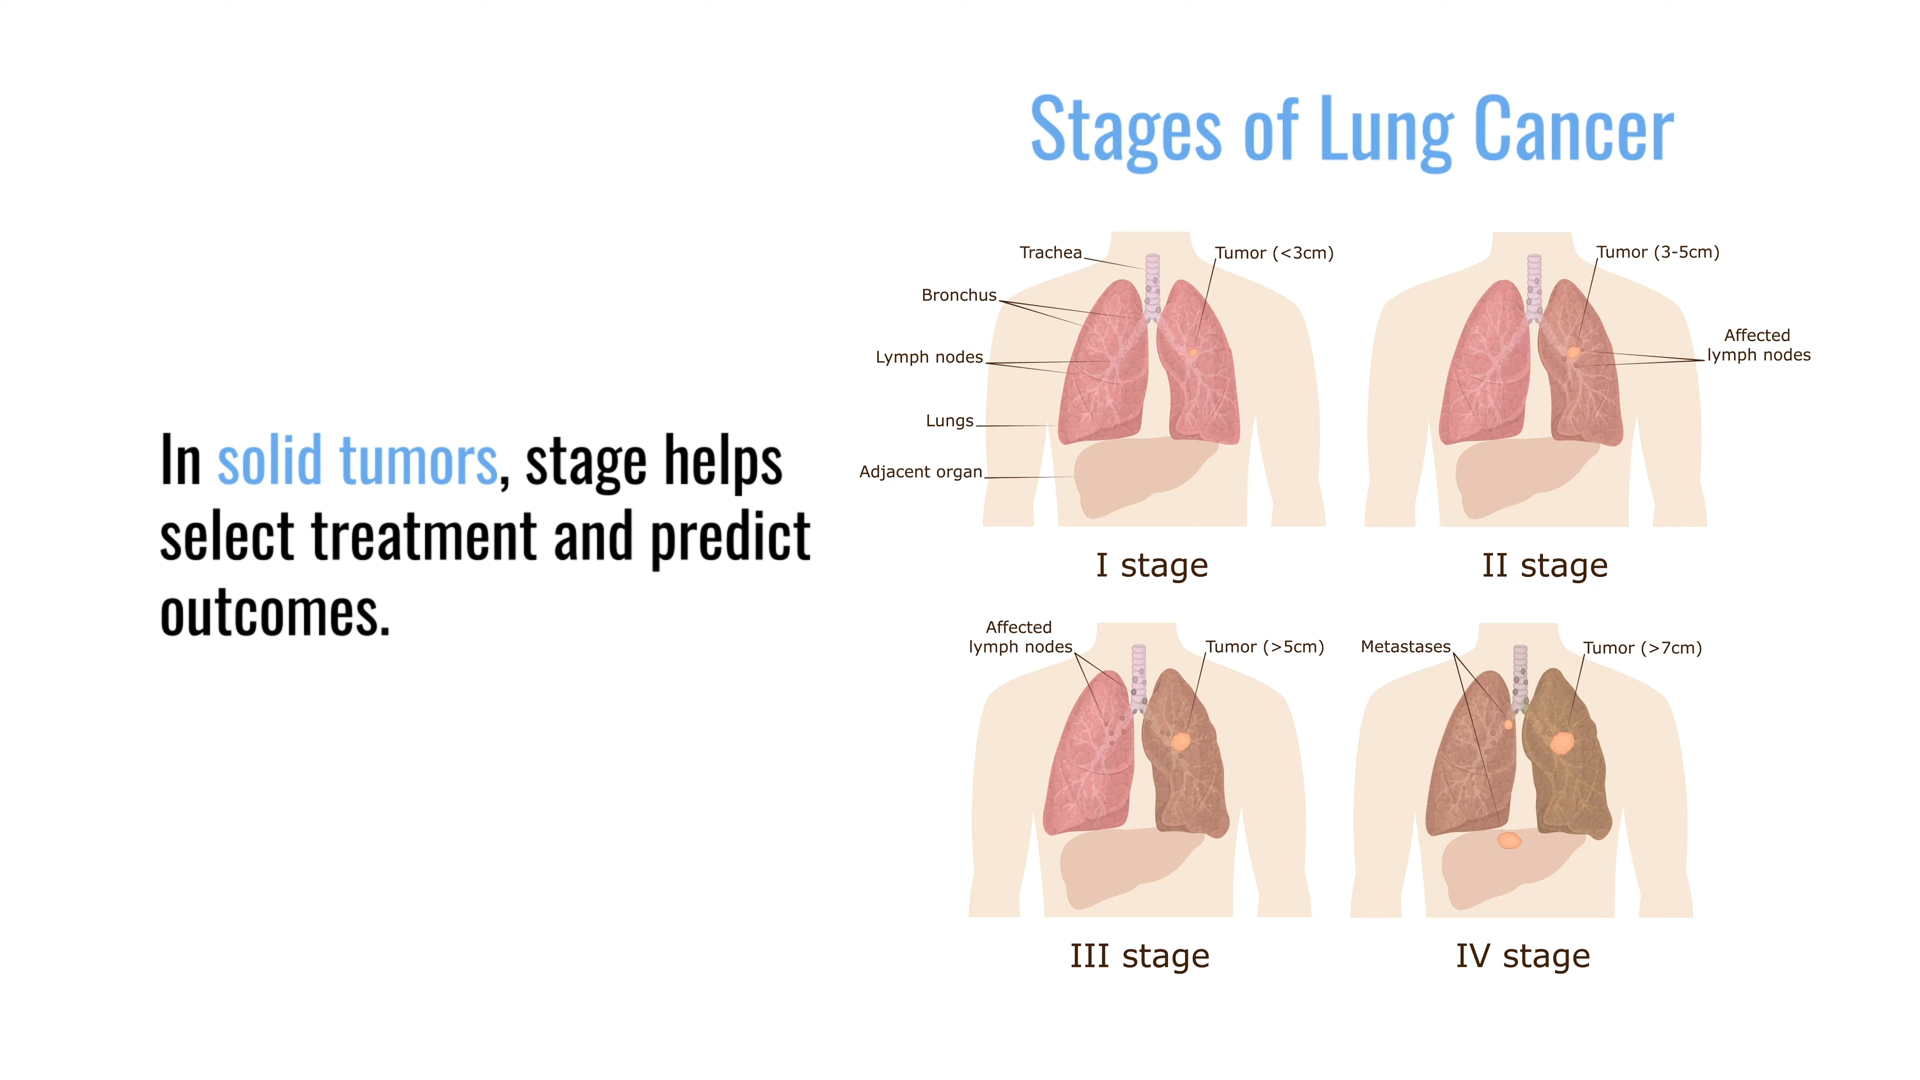 Stages of Lung Cancer
In solid tumors, stage helps
select treatment and predict
outcomes.
Trachea
Tumor (<3cm)
Bronchus
Lymph nodes
Lungs
Adjacent organ
I stage
Tumor (3-5cm)
Affected
lymph nodes
II stage
Affected
lymph nodes
Tumor (>5cm)
III stage
Metastases
Tumor (>7cm)
IV stage